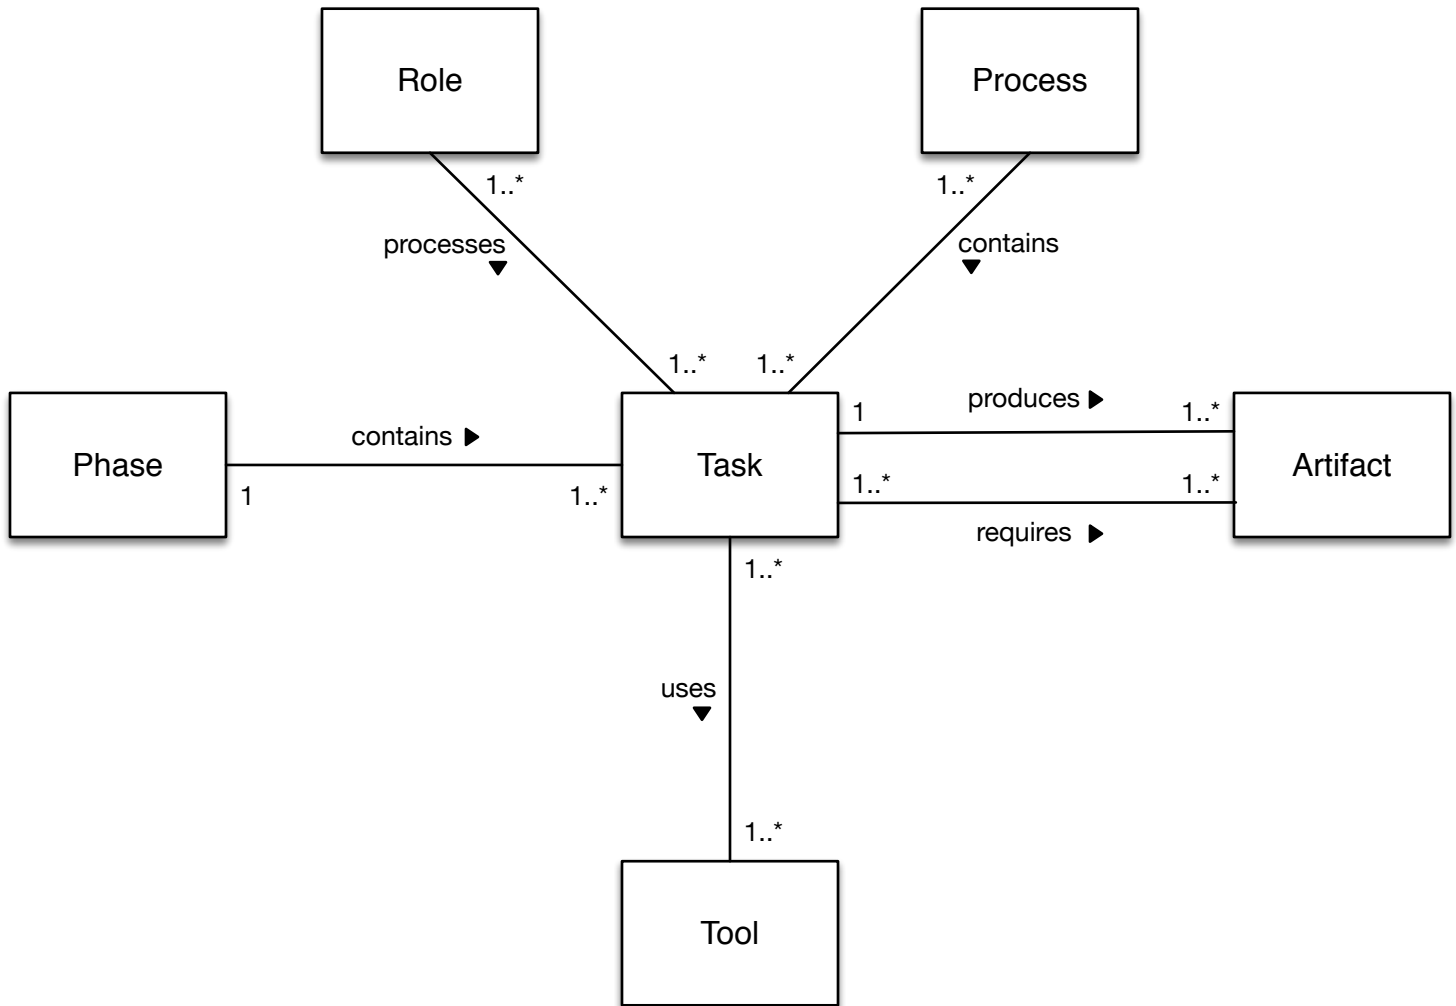 Role
Process
1..*
1..*
processes
contains
1..*
1..*
Phase
contains
1
1..*
Task
1
produces
1..*
1..*
requires
1..*
Artifact
1..*
uses
1..*
Tool